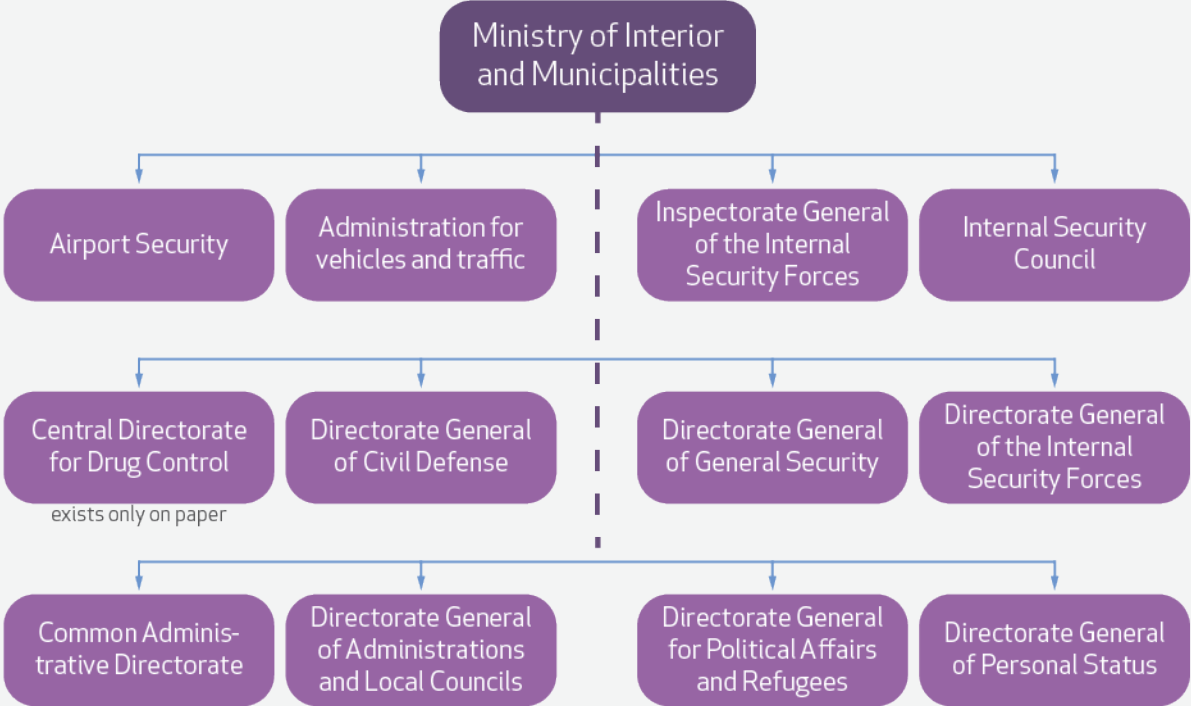 Ministry of Interior
and Municipalities
Airport Security
Administration for
vehicles and traffic
Inspectorate General
of the Internal
Security Forces
Internal Security
Council
Central Directorate
for Drug Control
exists only on paper
Directorate General
of Civil Defense
Directorate General
of General Security
Directorate General
of the Internal
Security Forces
Common Adminis-
trative Directorate
Directorate General
of Administrations
and Local Councils
Directorate General
for Political Affairs
and Refugees
Directorate General
of Personal Status